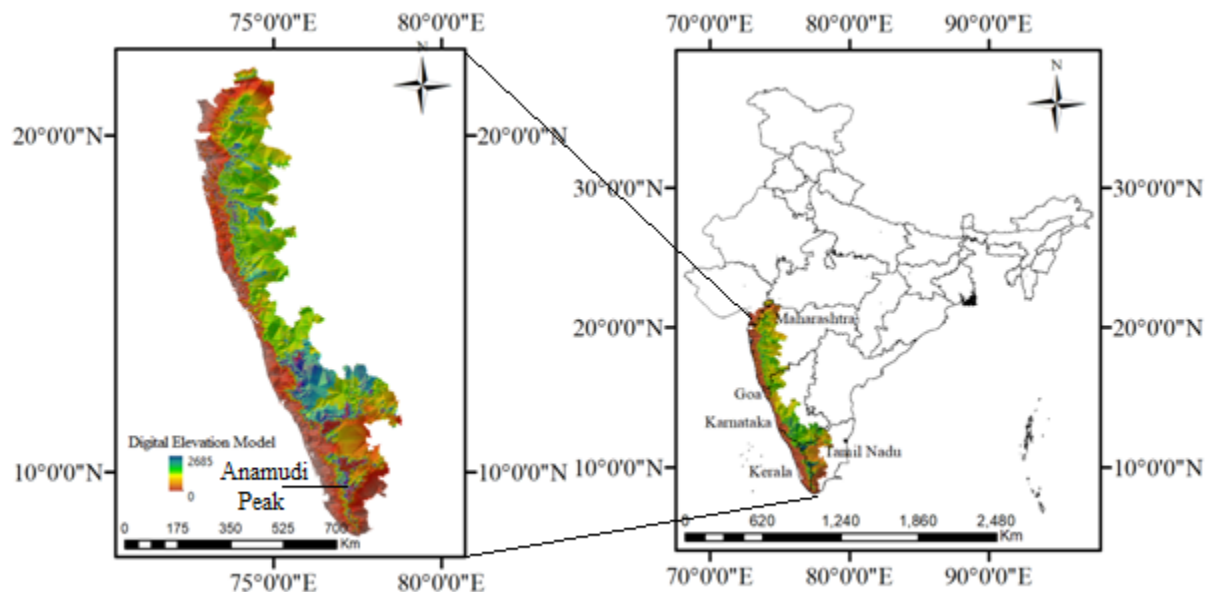 75°0'0"E 80°0'0"E
70°0'0"E 80°0'0"E 90°0'0"E
N
N
20°0'0"N 20°0'0"N
30°0'0"N 30°0'0"N
20°0'0"N 20°0'0"N
Maharashtra
Goa
Karnataka
Tamil Nadu
Kerala
Digital Elevation Model
2685
0
10°0'0"N 10°0'0"N
10°0'0"N 10°0'0"N
Anamudi
Peak
0 175 350 525 700
Km
0 620 1,240 1,860 2,480
Km
75°0'0"E 80°0'0"E
70°0'0"E 80°0'0"E 90°0'0"E